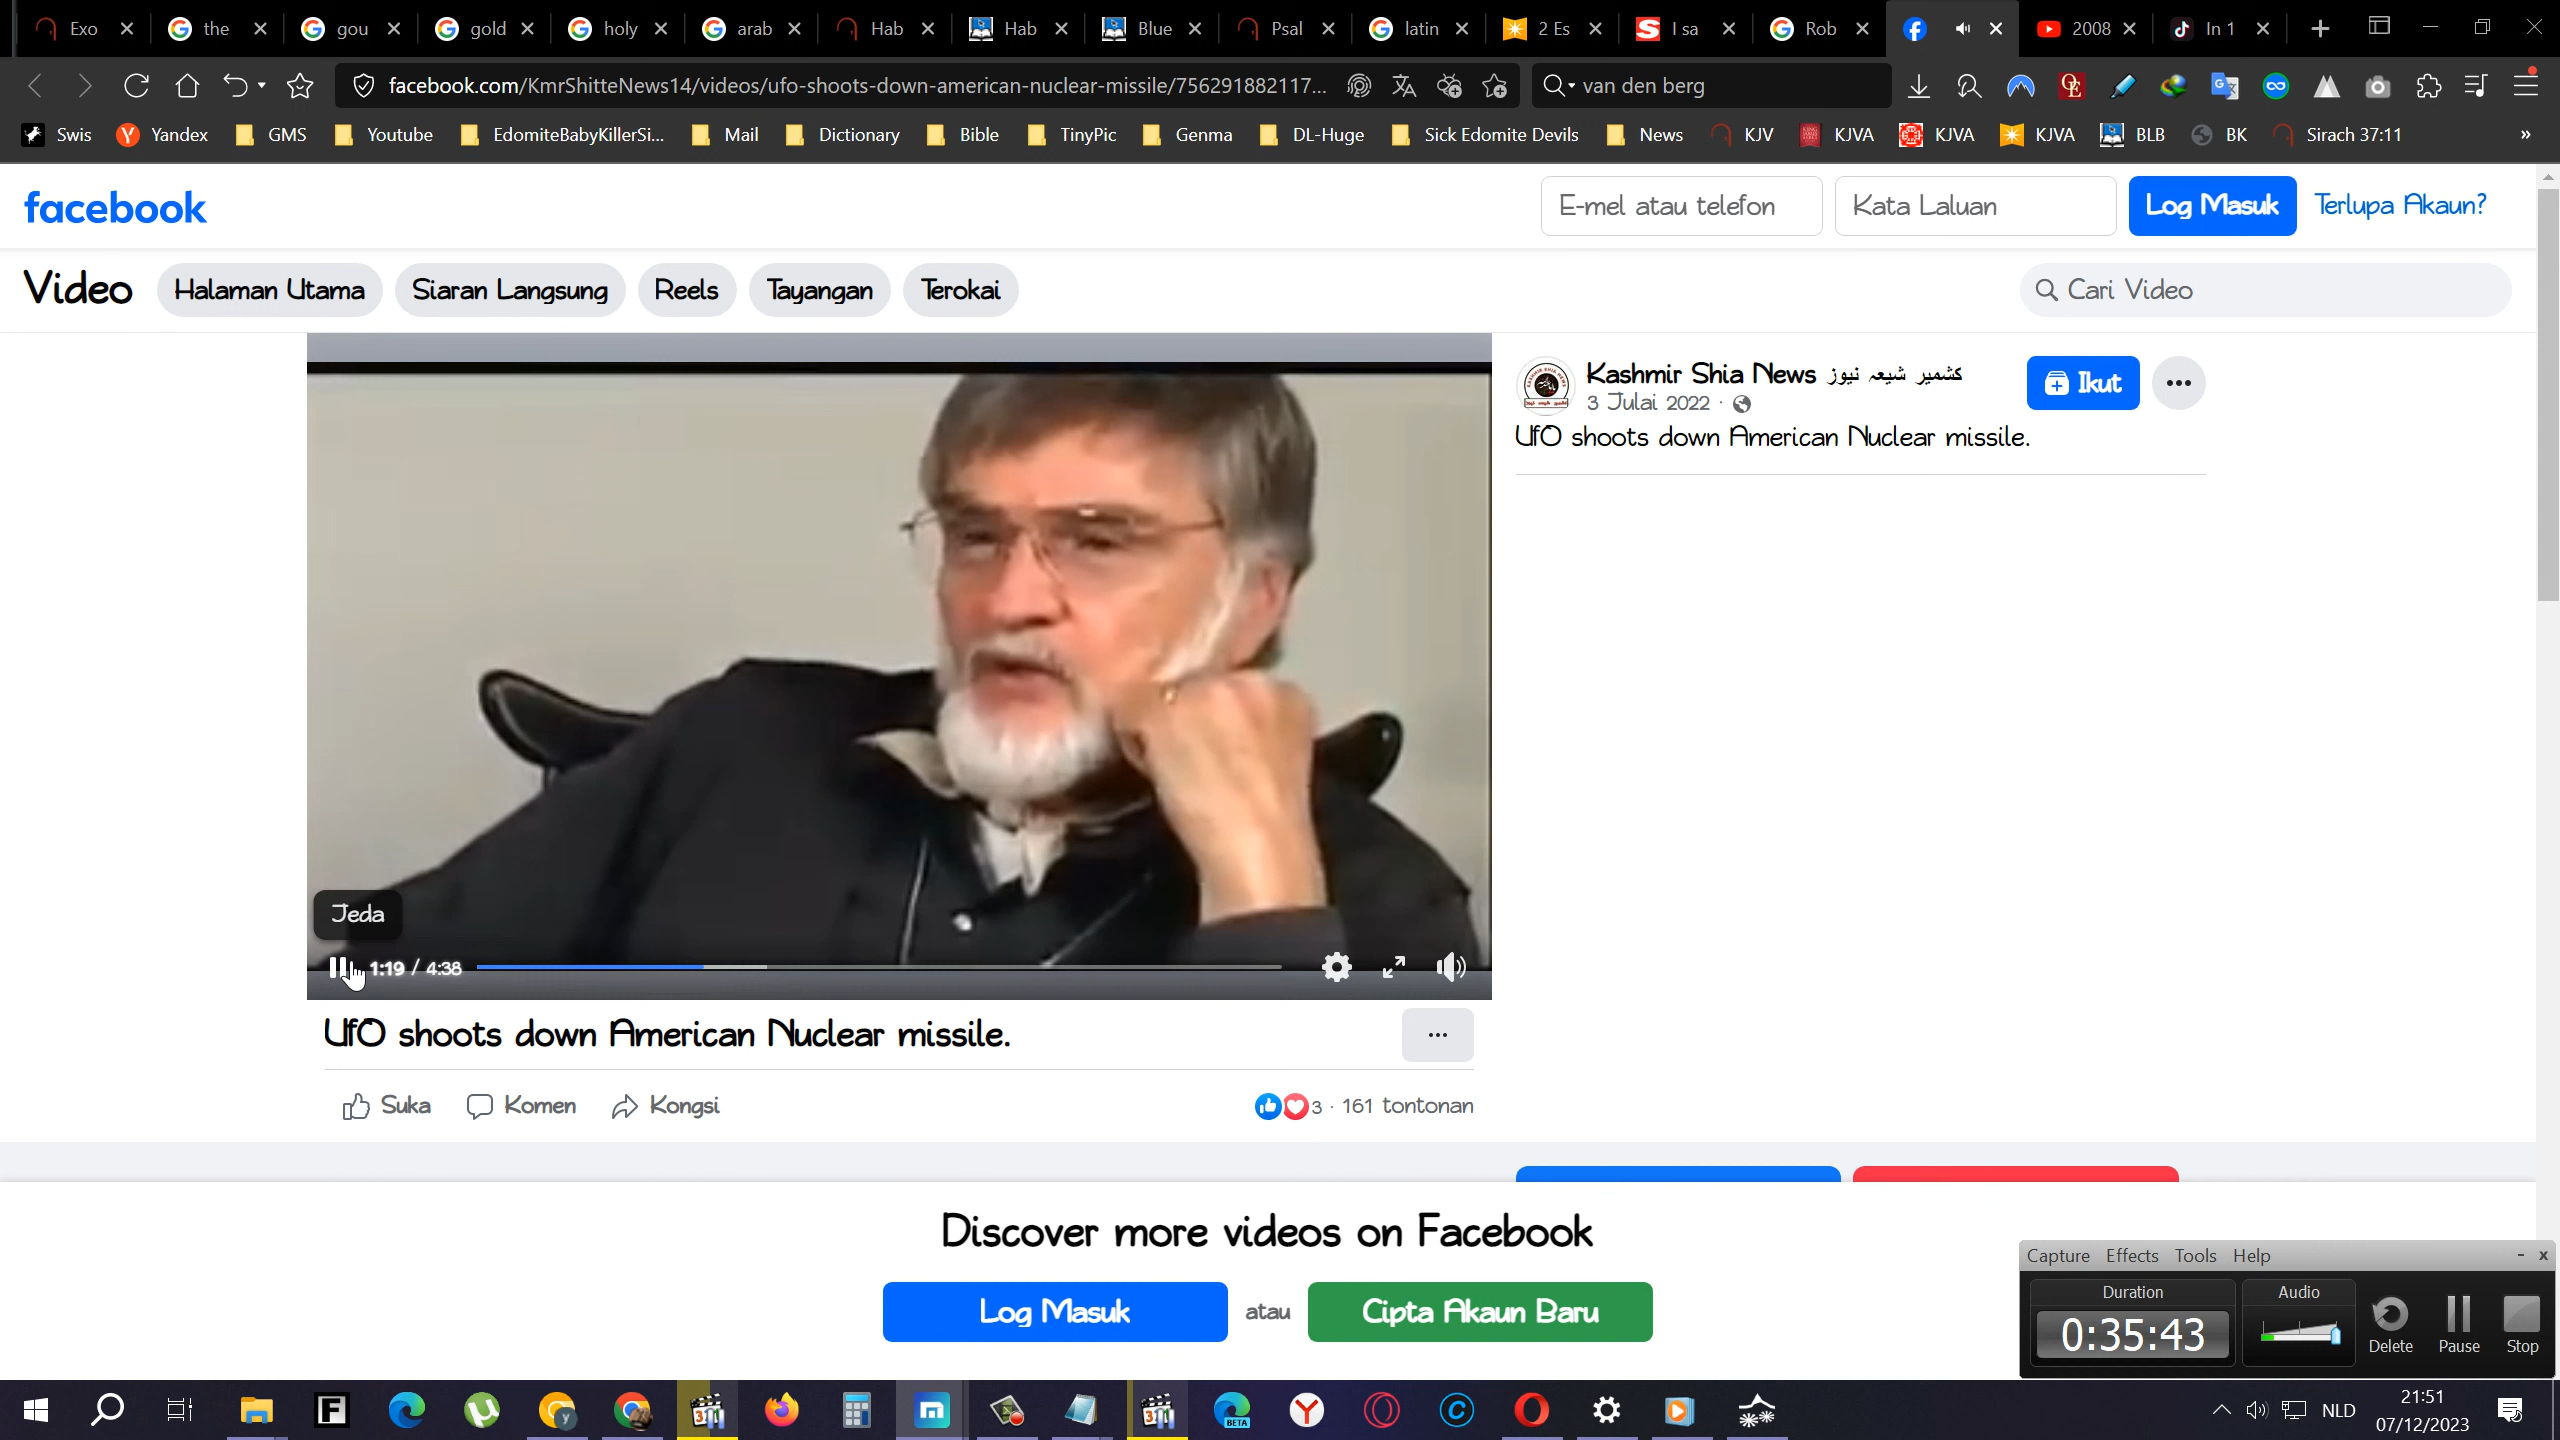 Exo the gou gold holy arab Hab Hab Blue Psal latin 2 Es I sa Rob 2008 In 1
facebook.com/KmrShitteNews14/videos/ufo-shoots-down-american-nuclear-missile/756291882117... van den berg
Swis Yandex GMS Youtube EdomiteBabyKillerSi... Mail Dictionary Bible TinyPic Genma DL-Huge Sick Edomite Devils News KJV KJVA KJVA KJVA BLB BK Sirach 37:11 »
facebook E-mel atau telefon Kata Laluan Log Masuk Terlupa Akaun?
Video Halaman Utama Siaran Langsung Reels Tayangan Terokai Cari Video
Kashmir Shia News کشمیر شیعہ نیوز Ikut
3 Julai 2022 ·
UfO shoots down American Nuclear missile.
Jeda
1:19 / 4:38
UfO shoots down American Nuclear missile.
Suka Komen Kongsi 3 · 161 tontonan
Discover more videos on Facebook
Log Masuk atau Cipta Akaun Baru
Capture Effects Tools Help
Duration Audio
0:35:43
Delete Pause Stop
BETA
NLD
21:51
07/12/2023